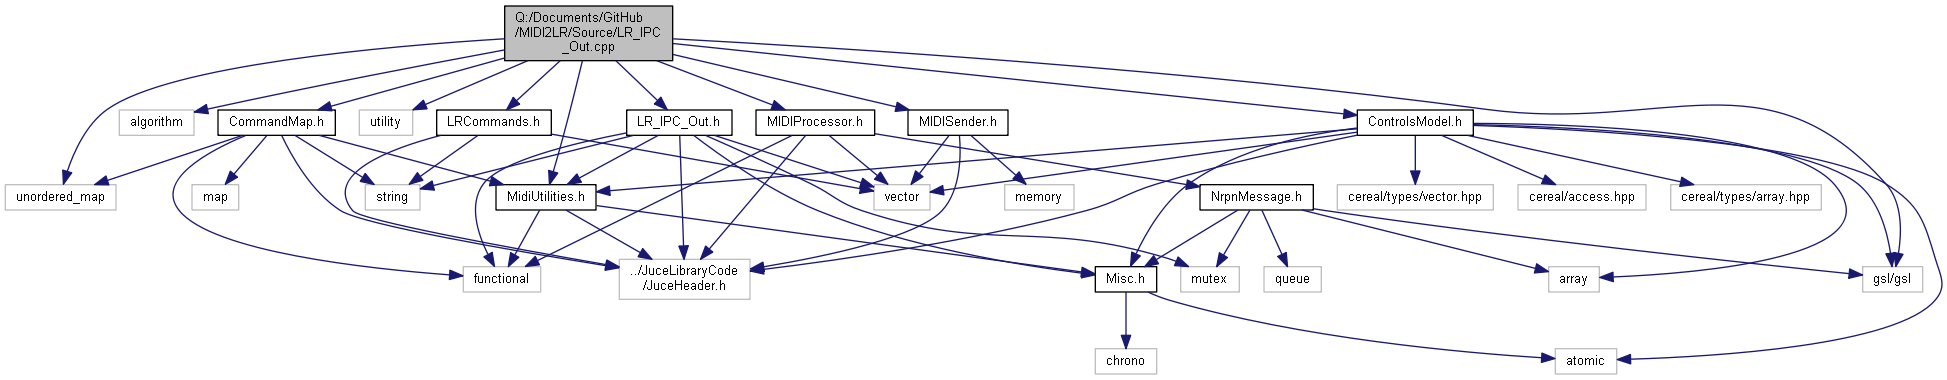 Q:/Documents/GitHub
/MIDI2LR/Source/LR_IPC
_Out.cpp
algorithm
CommandMap.h
utility
LRCommands.h
LR_IPC_Out.h
MIDIProcessor.h
MIDISender.h
ControlsModel.h
unordered_map
map
string
MidiUtilities.h
vector
memory
NrpnMessage.h
cereal/types/vector.hpp
cereal/access.hpp
cereal/types/array.hpp
functional
../JuceLibraryCode
/JuceHeader.h
Misc.h
mutex
queue
array
gsl/gsl
chrono
atomic